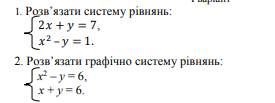 1. Розв'язати систему рівнянь:
{2x + y = 7,
x² – y = 1.
2. Розв'язати графічно систему рівнянь:
{x² – y = 6,
x + y = 6.